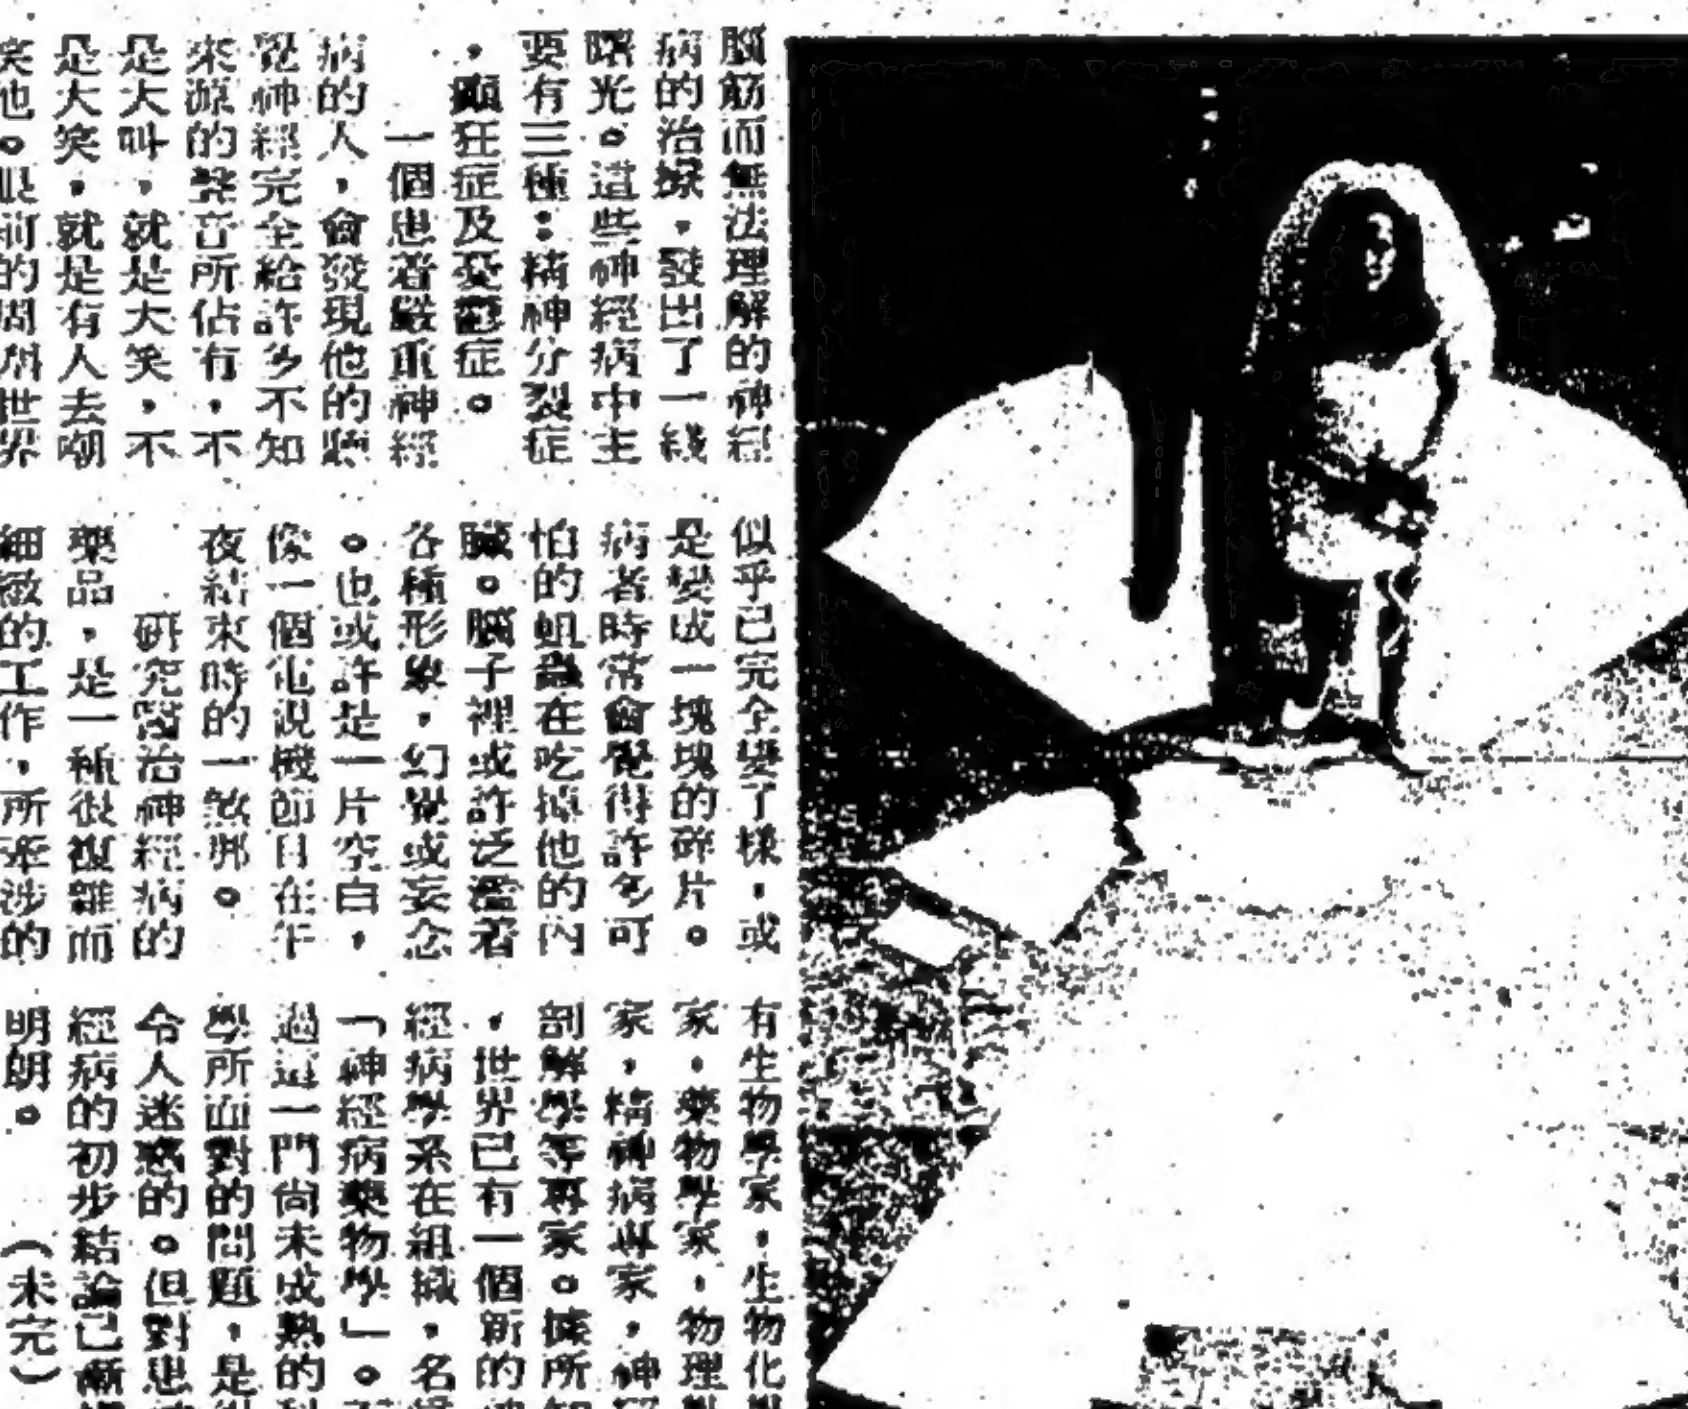 腦筋而無法理解的神經
病的治療，發出了一綫
曙光。這些神經病中主
要有三種：精神分裂症
，癲狂症及憂鬱症。
一個患者嚴重神經
病的人，會發現他的聽
覺神經完全給許多不知
來源的聲音所佔有，不
是大叫，就是大笑，不
是大笑，就是有人去嘲
笑他。眼前的周圍世界
似乎已完全變了樣，或
是變成一塊塊的碎片。
病者時常會覺得許多可
怕的蛆蟲在吃掉他的內
臟。腦子裡或許泛濫着
各種形象，幻覺或妄念
。也或許是一片空白，
像一個電視機節目在午
夜結束時的一煞那。
研究醫治神經病的
藥品，是一種很複雜而
細緻的工作，所牽涉的
有生物學家，生物化學
家，藥物學家，物理學
家，精神病專家，神經
剖解學等專家。據所知
，世界已有一個新的神
經病學系在組織，名爲
「神經病藥物學」。不
過這一門尚未成熟的科
學所面對的問題，是
令人迷惑的。但對患
經病的初步結論已漸
明朗。 （未完）